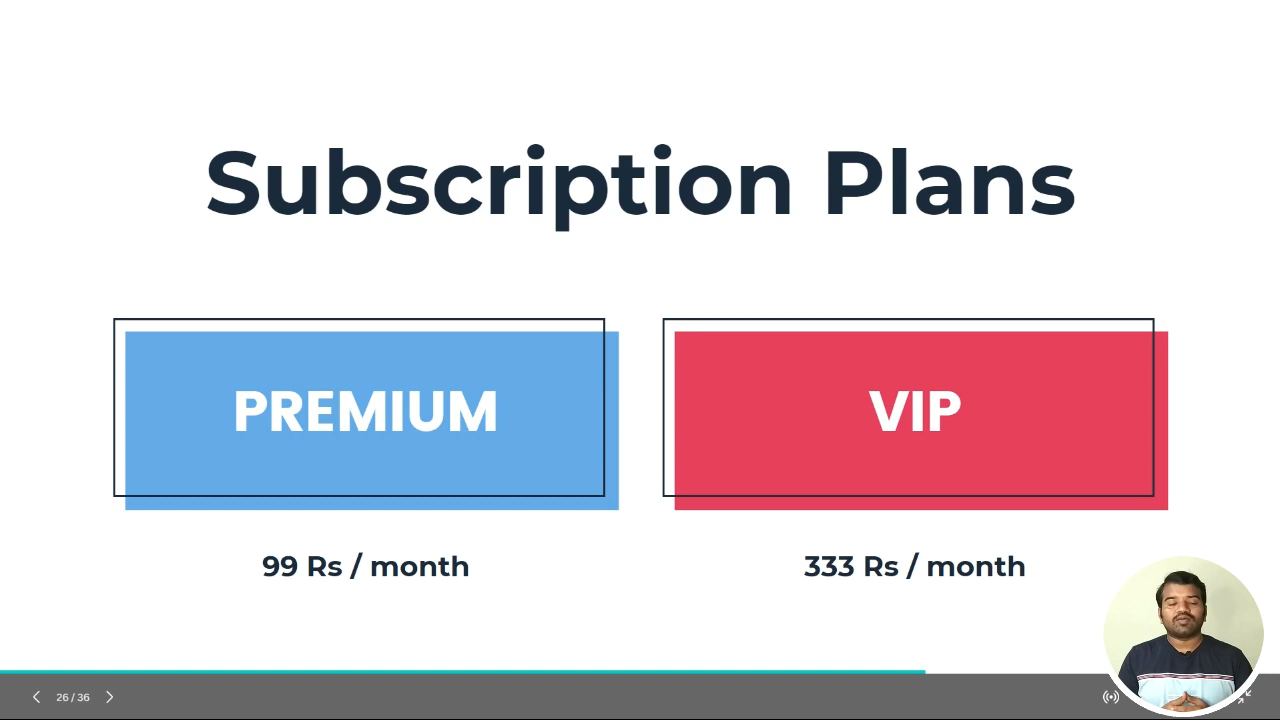 Subscription Plans
PREMIUM
VIP
99 Rs / month
333 Rs / month
26 / 36